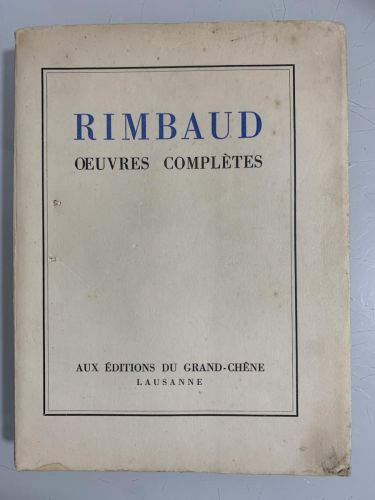 RIMBAUD
ŒUVRES COMPLÈTES
AUX ÉDITIONS DU GRAND-CHÊNE
LAUSANNE